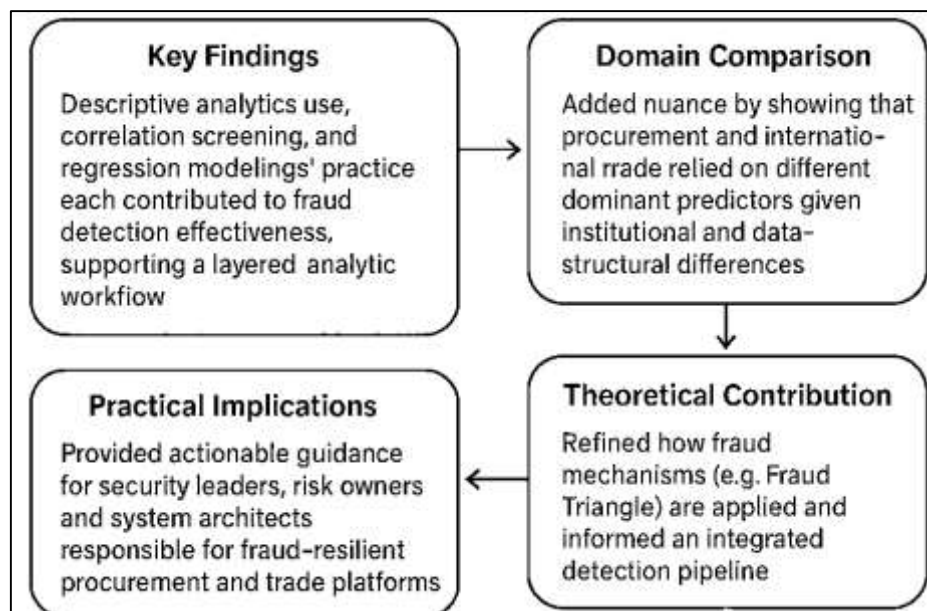 Key Findings
Descriptive analytics use,
correlation screening, and
regression modelings' practice
each contributed to fraud
detection effectiveness,
supporting a layered analytic
workfiow
Domain Comparison
Added nuance by showing that
procurement and internatio-
nal rrade relied on different
dominant predictors given
institutional and data-
structural differences
Theoretical Contribution
Refined how fraud
mechanisms (e.g. Fraud
Triangle) are applied and
informed an integrated
detection pipeline
Practical Implications
Provided actionable guidance
for security leaders, risk owners
and system architects
responsible for fraud-resilient
procurement and trade platforms